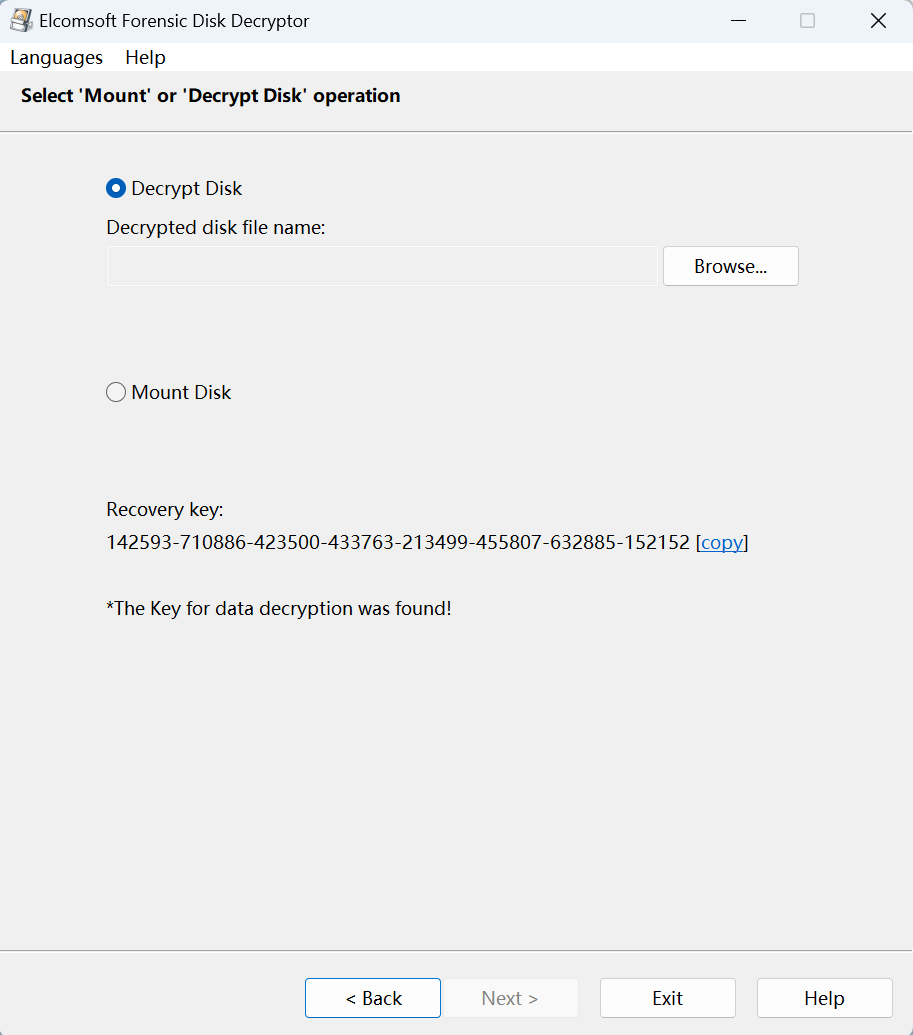 Elcomsoft Forensic Disk Decryptor
Languages Help
Select 'Mount' or 'Decrypt Disk' operation
Decrypt Disk
Decrypted disk file name:
Browse...
Mount Disk
Recovery key:
142593-710886-423500-433763-213499-455807-632885-152152 [copy]
*The Key for data decryption was found!
< Back Next > Exit Help